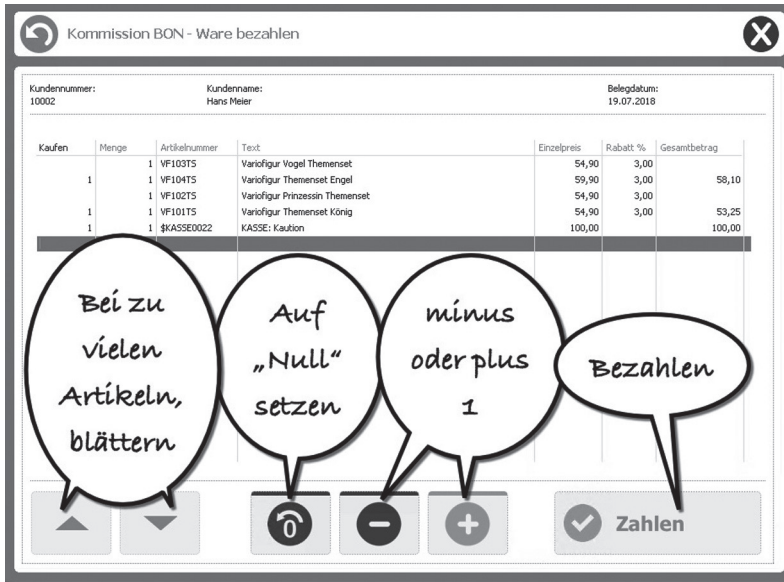 Kommission BON - Ware bezahlen
Kundennummer: Kundenname: Belegdatum:
10002 Hans Meier 19.07.2018
Kaufen Menge Artikelnummer Text Einzelpreis Rabatt % Gesamtbetrag
1 VF103TS Variofigur Vogel Themenset 54,90 3,00
1 1 VF104TS Variofigur Themenset Engel 59,90 3,00 58,10
1 VF102TS Variofigur Prinzessin Themenset 54,90 3,00
1 1 VF101TS Variofigur Themenset König 54,90 3,00 53,25
1 1 $KASSE0022 KASSE: Kaution 100,00 100,00
Bei zu
vielen
Artikeln,
blättern
Auf
„Null“
setzen
minus
oder plus
1
Bezahlen
0
Zahlen